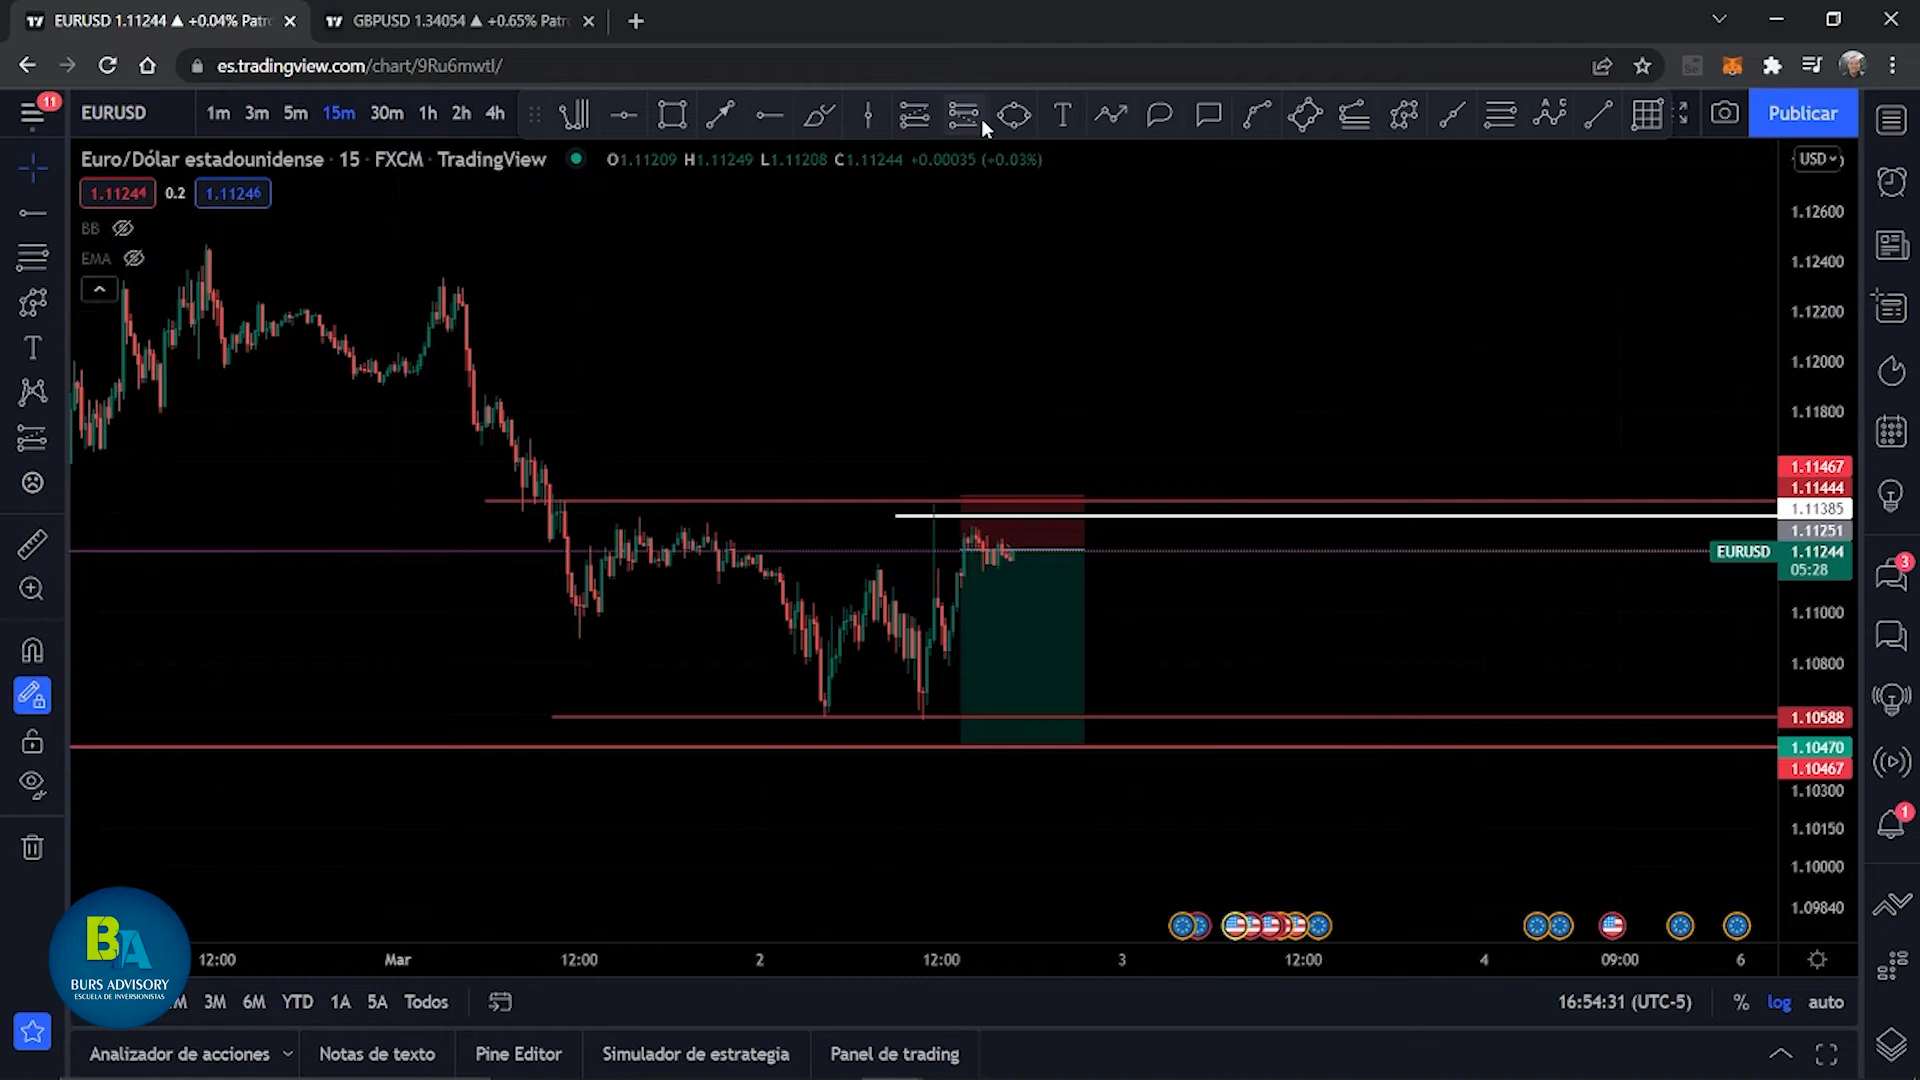 EURUSD 1.11244 ▲ +0.04% Patr
GBPUSD 1.34054 ▲ +0.65% Patr
es.tradingview.com/chart/9Ru6mwtl/
11
EURUSD 1m 3m 5m 15m 30m 1h 2h 4h
Publicar
Euro/Dólar estadounidense · 15 · FXCM · TradingView
O1.11209 H1.11249 L1.11208 C1.11244 +0.00035 (+0.03%)
USD
1.11244 0.2 1.11246
BB
EMA
1.12600
1.12400
1.12200
1.12000
1.11800
1.11467
1.11444
1.11385
1.11251
EURUSD 1.11244
05:28
3
1.11000
1.10800
1.10588
1.10470
1.10467
1.10300
1.10150
1
1.10000
1.09840
12:00 Mar 12:00 2 12:00 3 12:00 4 09:00 6
BA
BURS ADVISORY
ESCUELA DE INVERSIONISTAS
M 3M 6M YTD 1A 5A Todos
16:54:31 (UTC-5) % log auto
Analizador de acciones Notas de texto Pine Editor Simulador de estrategia Panel de trading